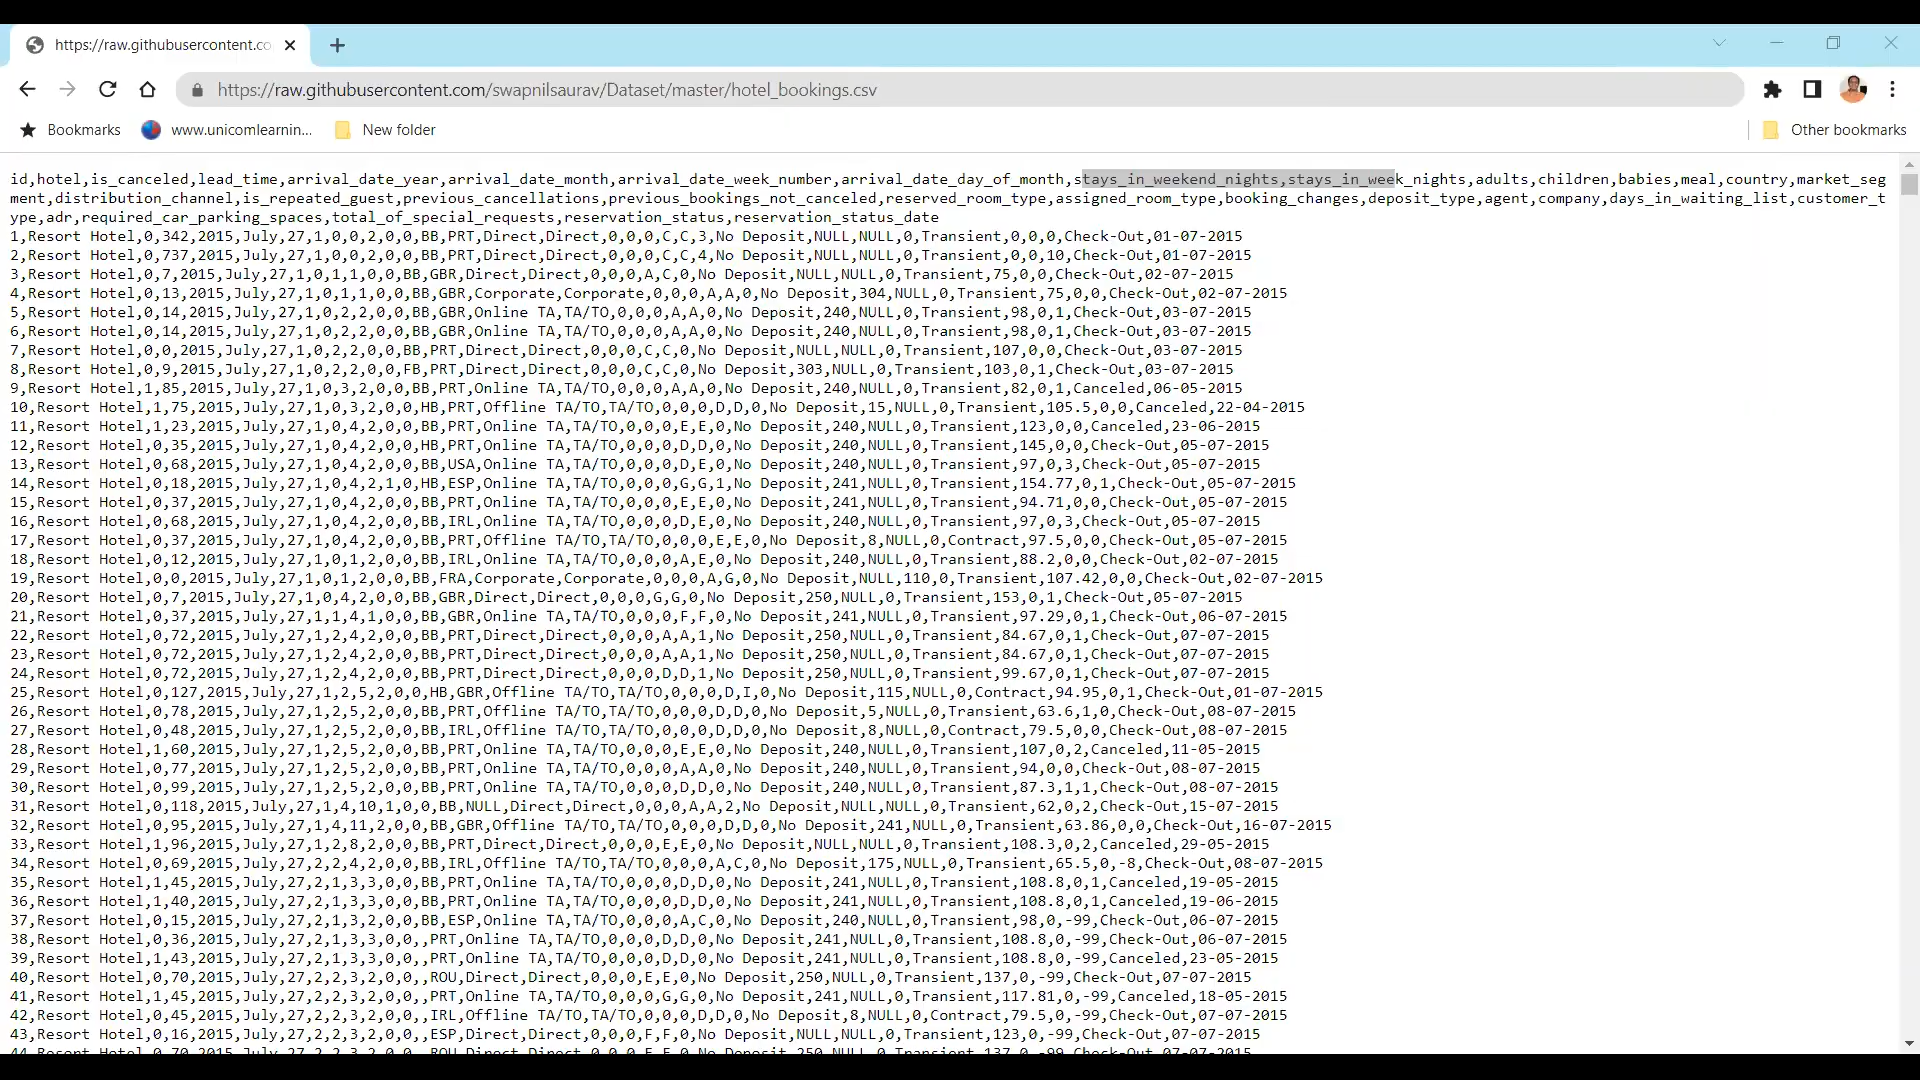 https://raw.githubusercontent.co
https://raw.githubusercontent.com/swapnilsaurav/Dataset/master/hotel_bookings.csv
Bookmarks www.unicomlearnin... New folder Other bookmarks
id,hotel,is_canceled,lead_time,arrival_date_year,arrival_date_month,arrival_date_week_number,arrival_date_day_of_month,stays_in_weekend_nights,stays_in_week_nights,adults,children,babies,meal,country,market_seg
ment,distribution_channel,is_repeated_guest,previous_cancellations,previous_bookings_not_canceled,reserved_room_type,assigned_room_type,booking_changes,deposit_type,agent,company,days_in_waiting_list,customer_t
ype,adr,required_car_parking_spaces,total_of_special_requests,reservation_status,reservation_status_date
1,Resort Hotel,0,342,2015,July,27,1,0,0,2,0,0,BB,PRT,Direct,Direct,0,0,0,C,C,3,No Deposit,NULL,NULL,0,Transient,0,0,0,Check-Out,01-07-2015
2,Resort Hotel,0,737,2015,July,27,1,0,0,2,0,0,BB,PRT,Direct,Direct,0,0,0,C,C,4,No Deposit,NULL,NULL,0,Transient,0,0,10,Check-Out,01-07-2015
3,Resort Hotel,0,7,2015,July,27,1,0,1,1,0,0,BB,GBR,Direct,Direct,0,0,0,A,C,0,No Deposit,NULL,NULL,0,Transient,75,0,0,Check-Out,02-07-2015
4,Resort Hotel,0,13,2015,July,27,1,0,1,1,0,0,BB,GBR,Corporate,Corporate,0,0,0,A,A,0,No Deposit,304,NULL,0,Transient,75,0,0,Check-Out,02-07-2015
5,Resort Hotel,0,14,2015,July,27,1,0,2,2,0,0,BB,GBR,Online TA,TA/TO,0,0,0,A,A,0,No Deposit,240,NULL,0,Transient,98,0,1,Check-Out,03-07-2015
6,Resort Hotel,0,14,2015,July,27,1,0,2,2,0,0,BB,GBR,Online TA,TA/TO,0,0,0,A,A,0,No Deposit,240,NULL,0,Transient,98,0,1,Check-Out,03-07-2015
7,Resort Hotel,0,0,2015,July,27,1,0,2,2,0,0,BB,PRT,Direct,Direct,0,0,0,C,C,0,No Deposit,NULL,NULL,0,Transient,107,0,0,Check-Out,03-07-2015
8,Resort Hotel,0,9,2015,July,27,1,0,2,2,0,0,FB,PRT,Direct,Direct,0,0,0,C,C,0,No Deposit,303,NULL,0,Transient,103,0,1,Check-Out,03-07-2015
9,Resort Hotel,1,85,2015,July,27,1,0,3,2,0,0,BB,PRT,Online TA,TA/TO,0,0,0,A,A,0,No Deposit,240,NULL,0,Transient,82,0,1,Canceled,06-05-2015
10,Resort Hotel,1,75,2015,July,27,1,0,3,2,0,0,HB,PRT,Offline TA/TO,TA/TO,0,0,0,D,D,0,No Deposit,15,NULL,0,Transient,105.5,0,0,Canceled,22-04-2015
11,Resort Hotel,1,23,2015,July,27,1,0,4,2,0,0,BB,PRT,Online TA,TA/TO,0,0,0,E,E,0,No Deposit,240,NULL,0,Transient,123,0,0,Canceled,23-06-2015
12,Resort Hotel,0,35,2015,July,27,1,0,4,2,0,0,HB,PRT,Online TA,TA/TO,0,0,0,D,D,0,No Deposit,240,NULL,0,Transient,145,0,0,Check-Out,05-07-2015
13,Resort Hotel,0,68,2015,July,27,1,0,4,2,0,0,BB,USA,Online TA,TA/TO,0,0,0,D,E,0,No Deposit,240,NULL,0,Transient,97,0,3,Check-Out,05-07-2015
14,Resort Hotel,0,18,2015,July,27,1,0,4,2,1,0,HB,ESP,Online TA,TA/TO,0,0,0,G,G,1,No Deposit,241,NULL,0,Transient,154.77,0,1,Check-Out,05-07-2015
15,Resort Hotel,0,37,2015,July,27,1,0,4,2,0,0,BB,PRT,Online TA,TA/TO,0,0,0,E,E,0,No Deposit,241,NULL,0,Transient,94.71,0,0,Check-Out,05-07-2015
16,Resort Hotel,0,68,2015,July,27,1,0,4,2,0,0,BB,IRL,Online TA,TA/TO,0,0,0,D,E,0,No Deposit,240,NULL,0,Transient,97,0,3,Check-Out,05-07-2015
17,Resort Hotel,0,37,2015,July,27,1,0,4,2,0,0,BB,PRT,Offline TA/TO,TA/TO,0,0,0,E,E,0,No Deposit,8,NULL,0,Contract,97.5,0,0,Check-Out,05-07-2015
18,Resort Hotel,0,12,2015,July,27,1,0,1,2,0,0,BB,IRL,Online TA,TA/TO,0,0,0,A,E,0,No Deposit,240,NULL,0,Transient,88.2,0,0,Check-Out,02-07-2015
19,Resort Hotel,0,0,2015,July,27,1,0,1,2,0,0,BB,FRA,Corporate,Corporate,0,0,0,A,G,0,No Deposit,NULL,110,0,Transient,107.42,0,0,Check-Out,02-07-2015
20,Resort Hotel,0,7,2015,July,27,1,0,4,2,0,0,BB,GBR,Direct,Direct,0,0,0,G,G,0,No Deposit,250,NULL,0,Transient,153,0,1,Check-Out,05-07-2015
21,Resort Hotel,0,37,2015,July,27,1,1,4,1,0,0,BB,GBR,Online TA,TA/TO,0,0,0,F,F,0,No Deposit,241,NULL,0,Transient,97.29,0,1,Check-Out,06-07-2015
22,Resort Hotel,0,72,2015,July,27,1,2,4,2,0,0,BB,PRT,Direct,Direct,0,0,0,A,A,1,No Deposit,250,NULL,0,Transient,84.67,0,1,Check-Out,07-07-2015
23,Resort Hotel,0,72,2015,July,27,1,2,4,2,0,0,BB,PRT,Direct,Direct,0,0,0,A,A,1,No Deposit,250,NULL,0,Transient,84.67,0,1,Check-Out,07-07-2015
24,Resort Hotel,0,72,2015,July,27,1,2,4,2,0,0,BB,PRT,Direct,Direct,0,0,0,D,D,1,No Deposit,250,NULL,0,Transient,99.67,0,1,Check-Out,07-07-2015
25,Resort Hotel,0,127,2015,July,27,1,2,5,2,0,0,HB,GBR,Offline TA/TO,TA/TO,0,0,0,D,I,0,No Deposit,115,NULL,0,Contract,94.95,0,1,Check-Out,01-07-2015
26,Resort Hotel,0,78,2015,July,27,1,2,5,2,0,0,BB,PRT,Offline TA/TO,TA/TO,0,0,0,D,D,0,No Deposit,5,NULL,0,Transient,63.6,1,0,Check-Out,08-07-2015
27,Resort Hotel,0,48,2015,July,27,1,2,5,2,0,0,BB,IRL,Offline TA/TO,TA/TO,0,0,0,D,D,0,No Deposit,8,NULL,0,Contract,79.5,0,0,Check-Out,08-07-2015
28,Resort Hotel,1,60,2015,July,27,1,2,5,2,0,0,BB,PRT,Online TA,TA/TO,0,0,0,E,E,0,No Deposit,240,NULL,0,Transient,107,0,2,Canceled,11-05-2015
29,Resort Hotel,0,77,2015,July,27,1,2,5,2,0,0,BB,PRT,Online TA,TA/TO,0,0,0,A,A,0,No Deposit,240,NULL,0,Transient,94,0,0,Check-Out,08-07-2015
30,Resort Hotel,0,99,2015,July,27,1,2,5,2,0,0,BB,PRT,Online TA,TA/TO,0,0,0,D,D,0,No Deposit,240,NULL,0,Transient,87.3,1,1,Check-Out,08-07-2015
31,Resort Hotel,0,118,2015,July,27,1,4,10,1,0,0,BB,NULL,Direct,Direct,0,0,0,A,A,2,No Deposit,NULL,NULL,0,Transient,62,0,2,Check-Out,15-07-2015
32,Resort Hotel,0,95,2015,July,27,1,4,11,2,0,0,BB,GBR,Offline TA/TO,TA/TO,0,0,0,D,D,0,No Deposit,241,NULL,0,Transient,63.86,0,0,Check-Out,16-07-2015
33,Resort Hotel,1,96,2015,July,27,1,2,8,2,0,0,BB,PRT,Direct,Direct,0,0,0,E,E,0,No Deposit,NULL,NULL,0,Transient,108.3,0,2,Canceled,29-05-2015
34,Resort Hotel,0,69,2015,July,27,2,2,4,2,0,0,BB,IRL,Offline TA/TO,TA/TO,0,0,0,A,C,0,No Deposit,175,NULL,0,Transient,65.5,0,-8,Check-Out,08-07-2015
35,Resort Hotel,1,45,2015,July,27,2,1,3,3,0,0,BB,PRT,Online TA,TA/TO,0,0,0,D,D,0,No Deposit,241,NULL,0,Transient,108.8,0,1,Canceled,19-05-2015
36,Resort Hotel,1,40,2015,July,27,2,1,3,3,0,0,BB,PRT,Online TA,TA/TO,0,0,0,D,D,0,No Deposit,241,NULL,0,Transient,108.8,0,1,Canceled,19-06-2015
37,Resort Hotel,0,15,2015,July,27,2,1,3,2,0,0,BB,ESP,Online TA,TA/TO,0,0,0,A,C,0,No Deposit,240,NULL,0,Transient,98,0,-99,Check-Out,06-07-2015
38,Resort Hotel,0,36,2015,July,27,2,1,3,3,0,0,,PRT,Online TA,TA/TO,0,0,0,D,D,0,No Deposit,241,NULL,0,Transient,108.8,0,-99,Check-Out,06-07-2015
39,Resort Hotel,1,43,2015,July,27,2,1,3,3,0,0,,PRT,Online TA,TA/TO,0,0,0,D,D,0,No Deposit,241,NULL,0,Transient,108.8,0,-99,Canceled,23-05-2015
40,Resort Hotel,0,70,2015,July,27,2,2,3,2,0,0,,ROU,Direct,Direct,0,0,0,E,E,0,No Deposit,250,NULL,0,Transient,137,0,-99,Check-Out,07-07-2015
41,Resort Hotel,1,45,2015,July,27,2,2,3,2,0,0,,PRT,Online TA,TA/TO,0,0,0,G,G,0,No Deposit,241,NULL,0,Transient,117.81,0,-99,Canceled,18-05-2015
42,Resort Hotel,0,45,2015,July,27,2,2,3,2,0,0,,IRL,Offline TA/TO,TA/TO,0,0,0,D,D,0,No Deposit,8,NULL,0,Contract,79.5,0,-99,Check-Out,07-07-2015
43,Resort Hotel,0,16,2015,July,27,2,2,3,2,0,0,,ESP,Direct,Direct,0,0,0,F,F,0,No Deposit,NULL,NULL,0,Transient,123,0,-99,Check-Out,07-07-2015